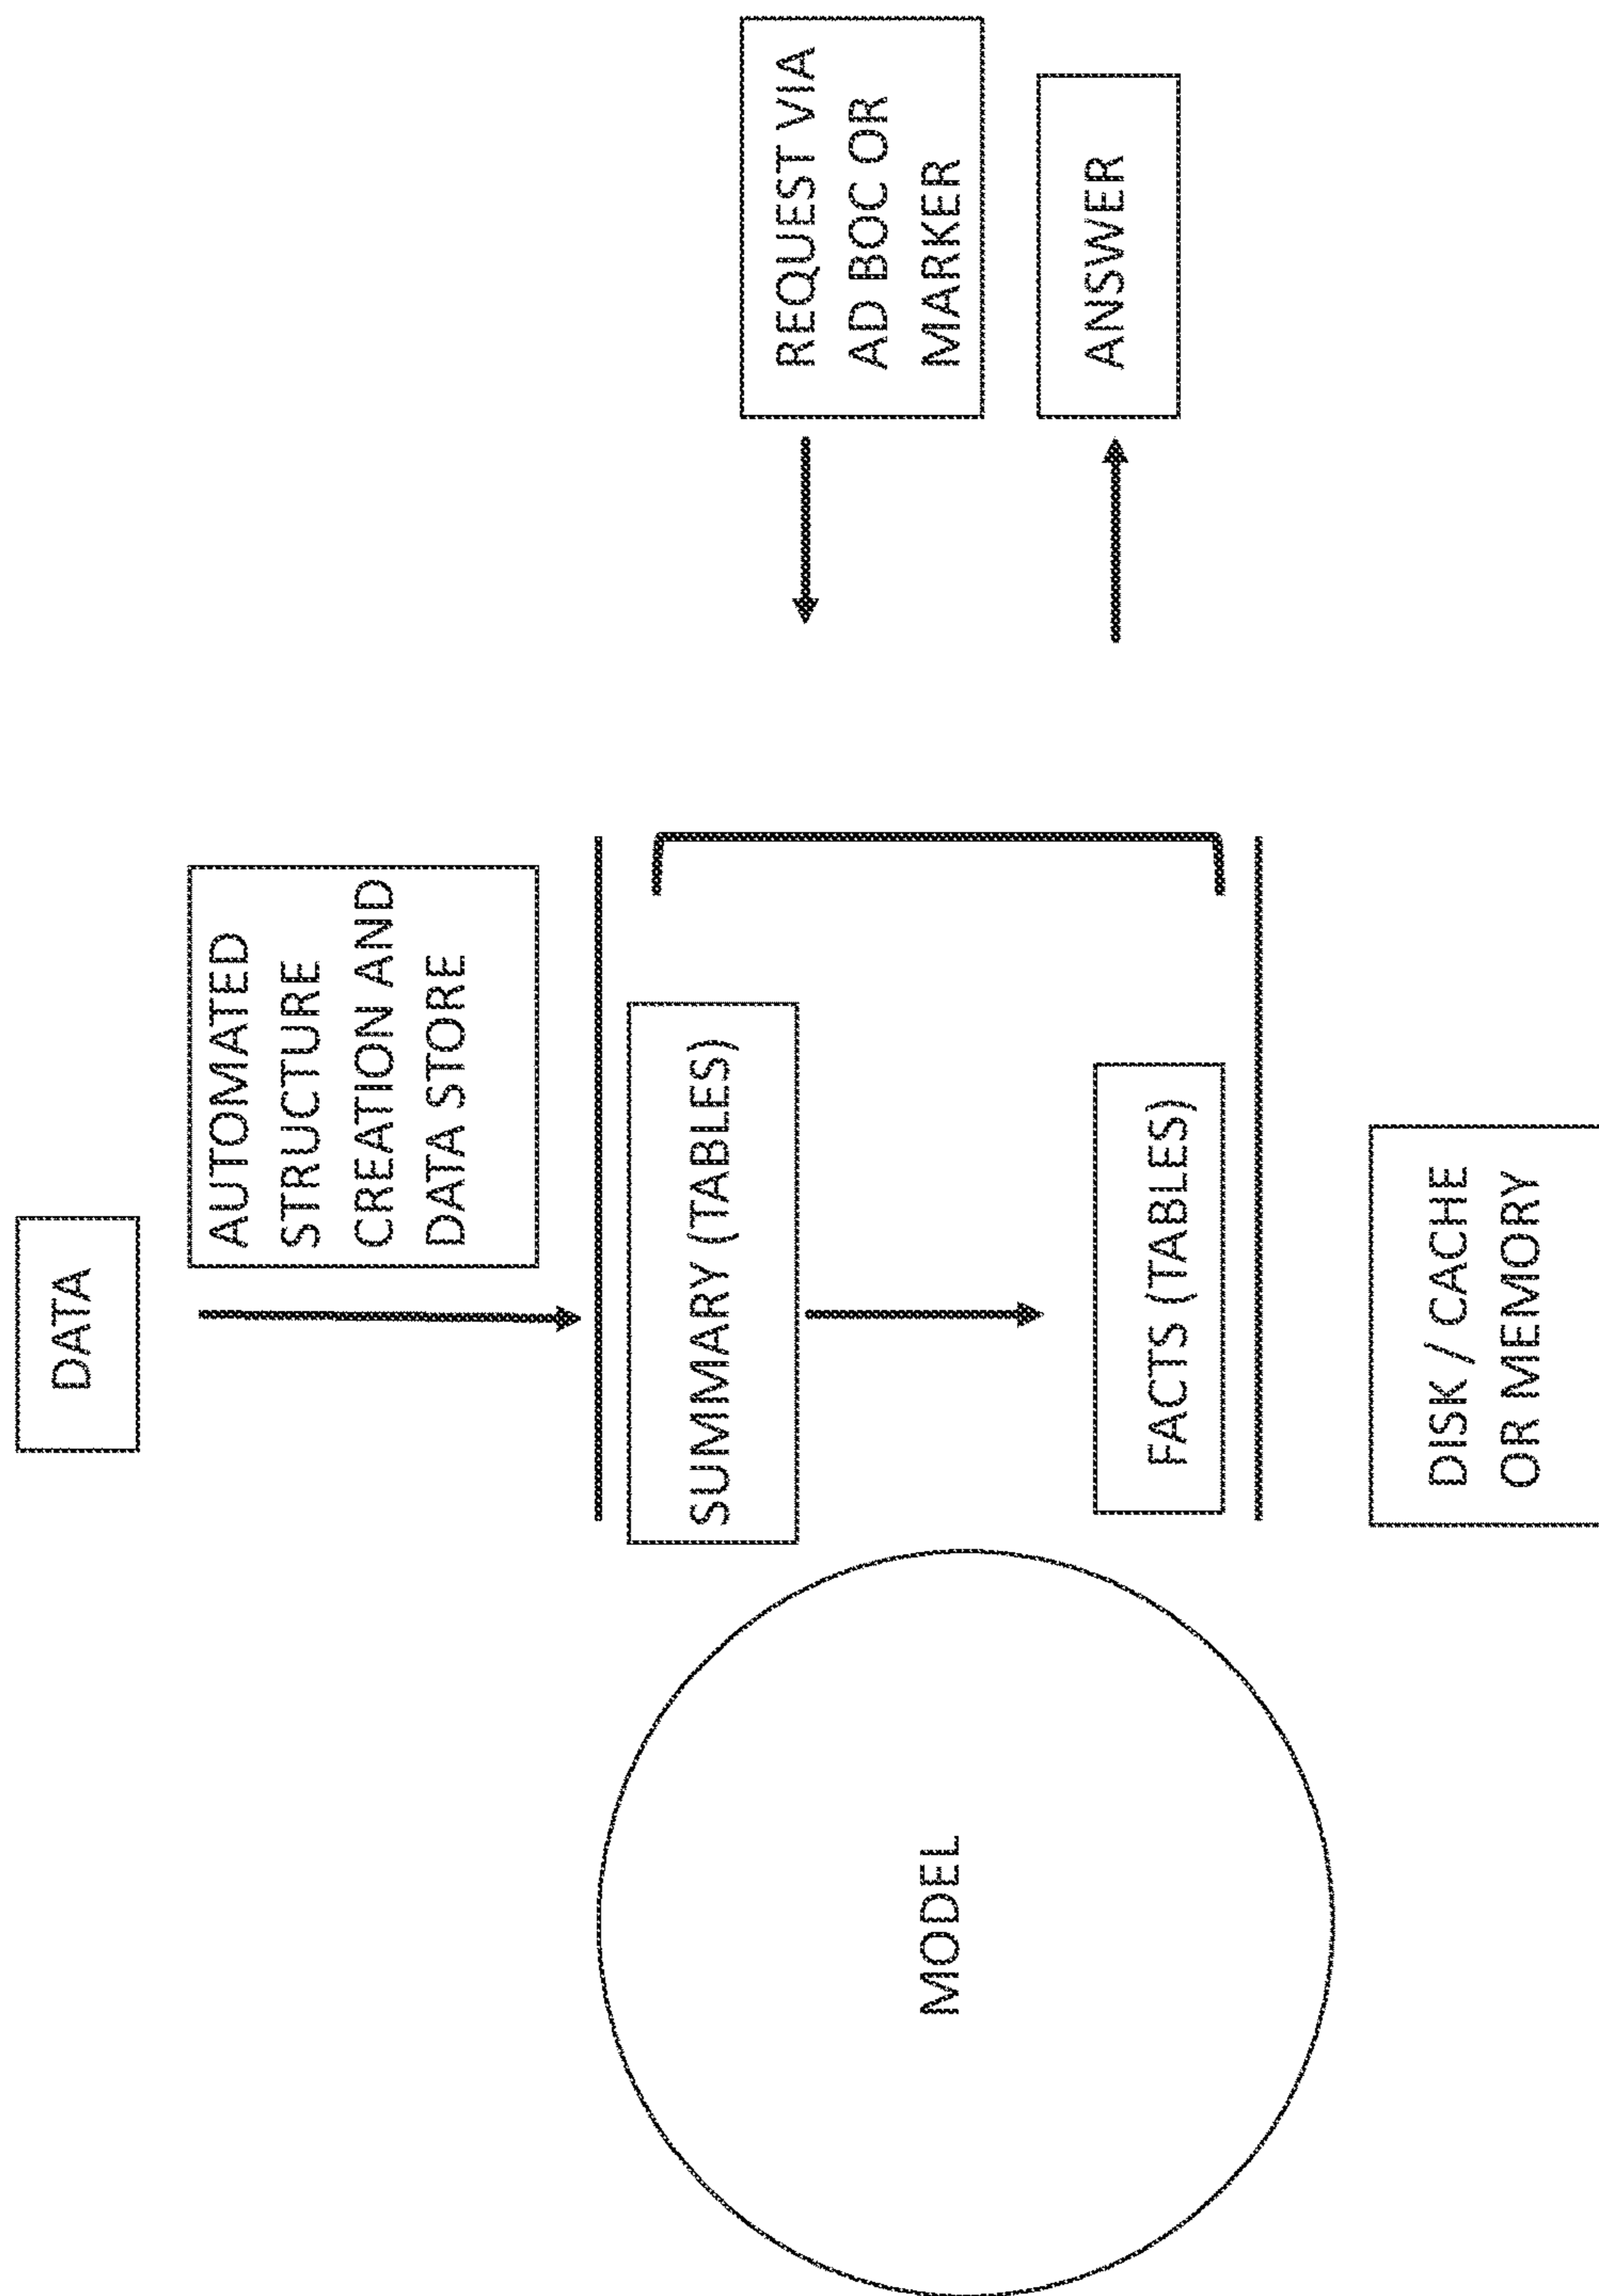 DATA
AUTOMATED
STRUCTURE
CREATION AND
DATA STORE
MODEL
SUMMARY (TABLES)
FACTS (TABLES)
REQUEST VIA
AD BOC OR
MARKER
ANSWER
DISK / CACHE
OR MEMORY